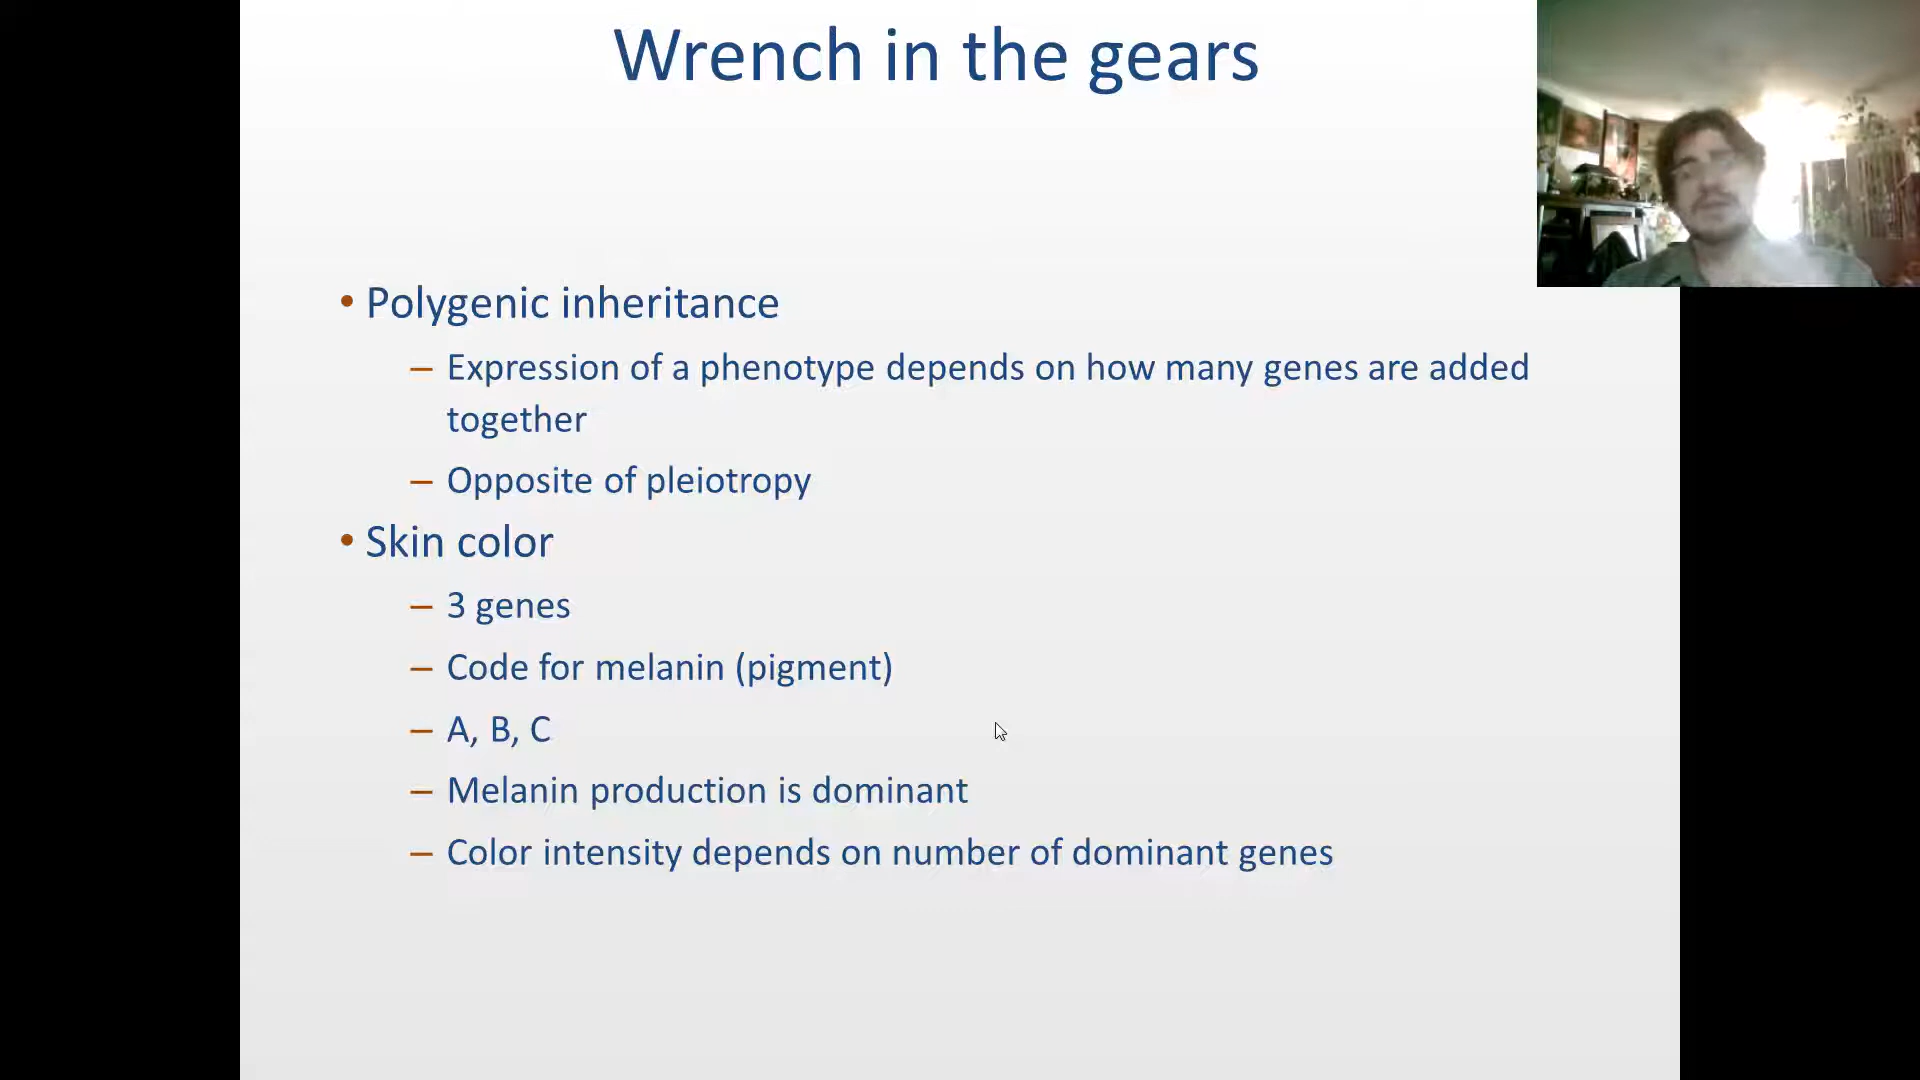 Wrench in the gears
• Polygenic inheritance
– Expression of a phenotype depends on how many genes are added
together
– Opposite of pleiotropy
• Skin color
– 3 genes
– Code for melanin (pigment)
– A, B, C
– Melanin production is dominant
– Color intensity depends on number of dominant genes